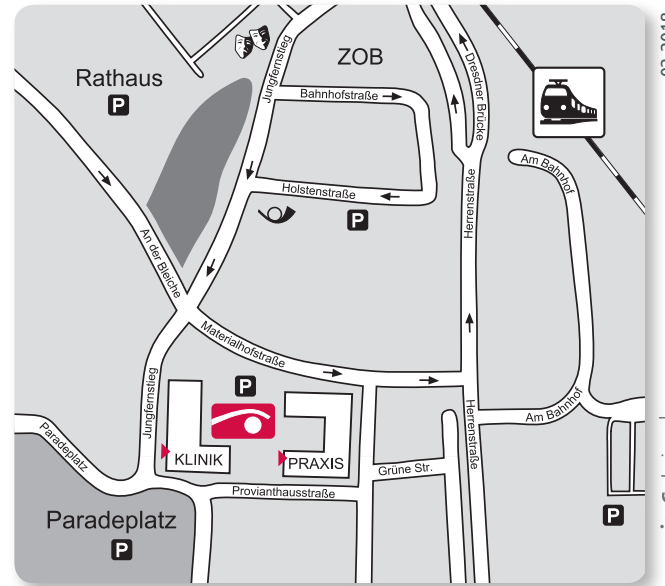 ZOB
Rathaus
P
Jungfernstieg
Bahnhofstraße
Dresdner Brücke
Am Bahnhof
Holstenstraße
P
Herrenstraße
An der Bleiche
Materialhofstraße
Jungfernstieg
P
Herrenstraße
Am Bahnhof
Paradeplatz
KLINIK
PRAXIS
Grüne Str.
Provianthausstraße
Paradeplatz
P
P